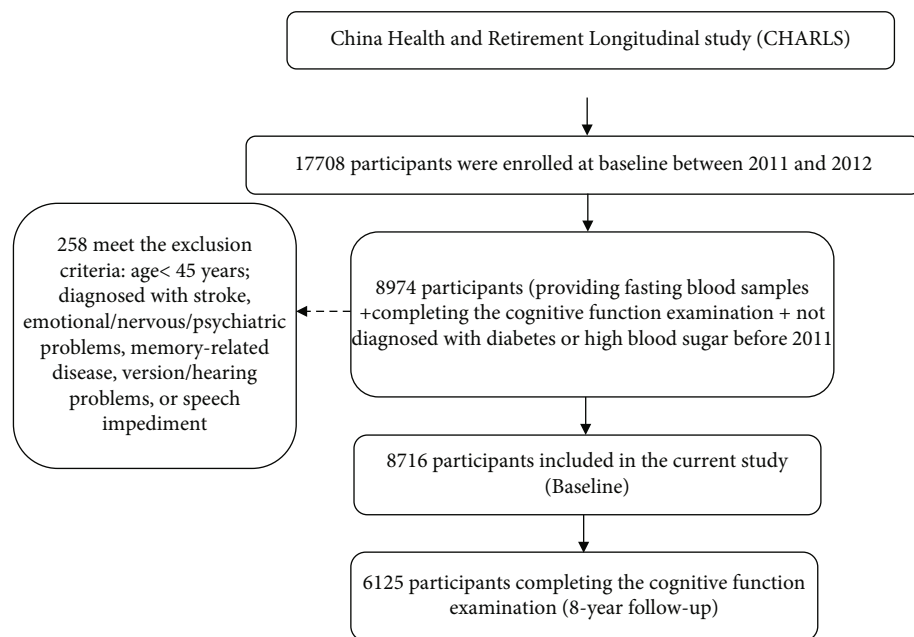 China Health and Retirement Longitudinal study (CHARLS)
17708 participants were enrolled at baseline between 2011 and 2012
258 meet the exclusion
criteria: age< 45 years;
diagnosed with stroke,
emotional/nervous/psychiatric
problems, memory-related
disease, version/hearing
problems, or speech
impediment
8974 participants (providing fasting blood samples
+completing the cognitive function examination + not
diagnosed with diabetes or high blood sugar before 2011
8716 participants included in the current study
(Baseline)
6125 participants completing the cognitive function
examination (8-year follow-up)